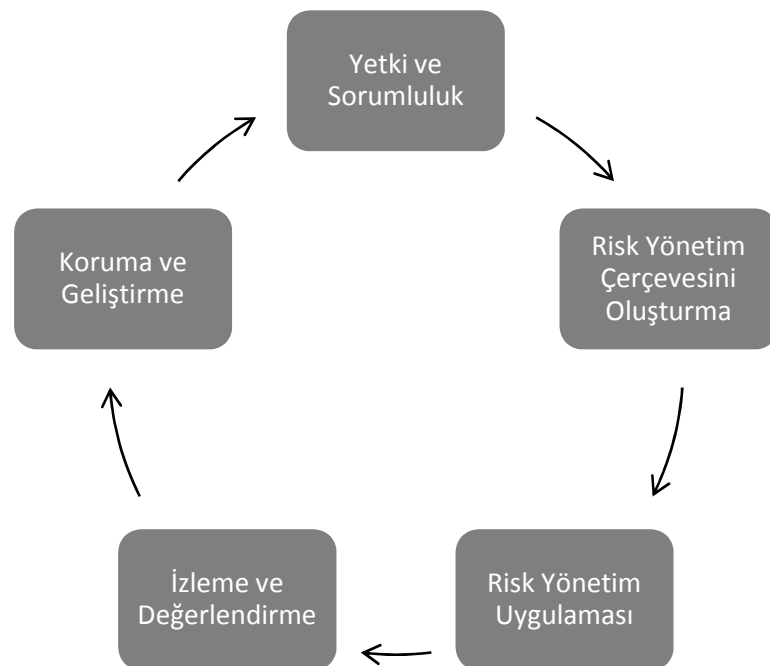 Yetki ve
Sorumluluk
Risk Yönetim
Çerçevesini
Oluşturma
Risk Yönetim
Uygulaması
İzleme ve
Değerlendirme
Koruma ve
Geliştirme